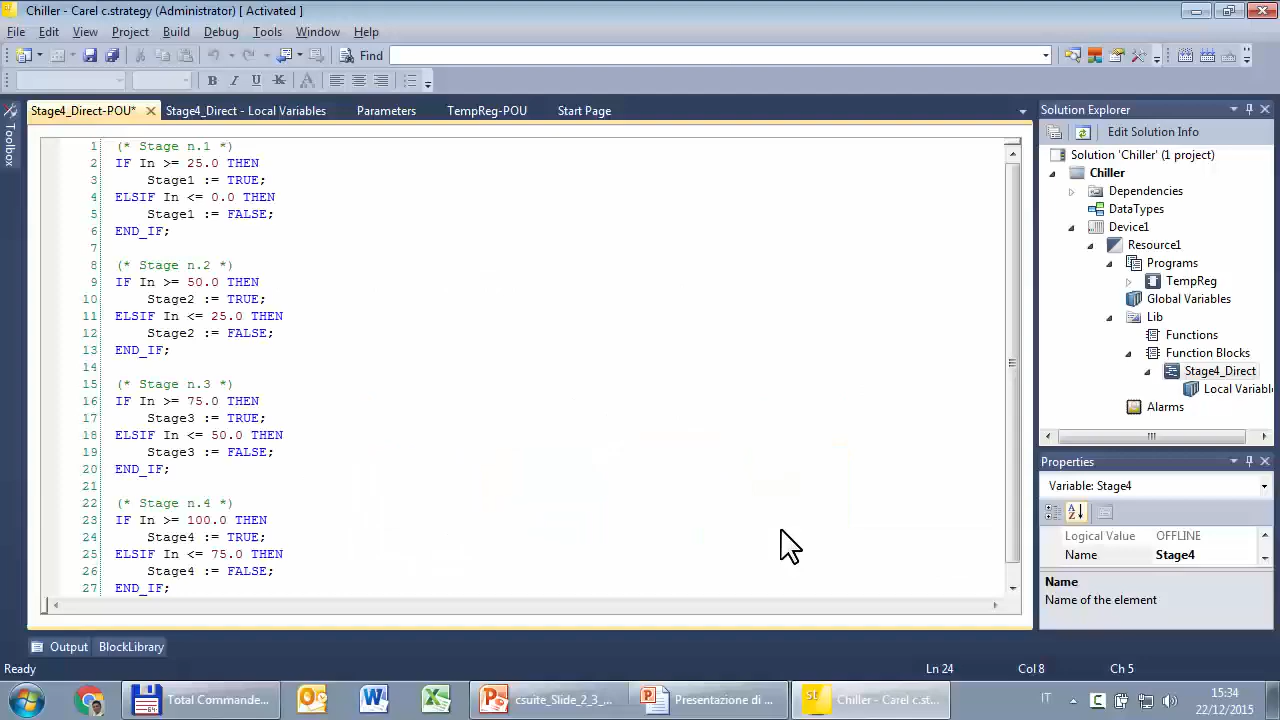 Chiller - Carel c.strategy (Administrator) [ Activated ]
File Edit View Project Build Debug Tools Window Help
Find
B I U K A
Stage4_Direct-POU* Stage4_Direct - Local Variables Parameters TempReg-POU Start Page
Toolbox
1 (* Stage n.1 *)
2 IF In >= 25.0 THEN
3 Stage1 := TRUE;
4 ELSIF In <= 0.0 THEN
5 Stage1 := FALSE;
6 END_IF;
7
8 (* Stage n.2 *)
9 IF In >= 50.0 THEN
10 Stage2 := TRUE;
11 ELSIF In <= 25.0 THEN
12 Stage2 := FALSE;
13 END_IF;
14
15 (* Stage n.3 *)
16 IF In >= 75.0 THEN
17 Stage3 := TRUE;
18 ELSIF In <= 50.0 THEN
19 Stage3 := FALSE;
20 END_IF;
21
22 (* Stage n.4 *)
23 IF In >= 100.0 THEN
24 Stage4 := TRUE;
25 ELSIF In <= 75.0 THEN
26 Stage4 := FALSE;
27 END_IF;
Solution Explorer
Edit Solution Info
Solution 'Chiller' (1 project)
Chiller
Dependencies
DataTypes
Device1
Resource1
Programs
TempReg
Global Variables
Lib
Functions
Function Blocks
Stage4_Direct
Local Variabl
Alarms
Properties
Variable: Stage4
Logical Value OFFLINE
Name Stage4
Name
Name of the element
Output BlockLibrary
Ready Ln 24 Col 8 Ch 5
Total Commande... csuite_Slide_2_3_... Presentazione di ... Chiller - Carel c.st... IT 15:34
22/12/2015